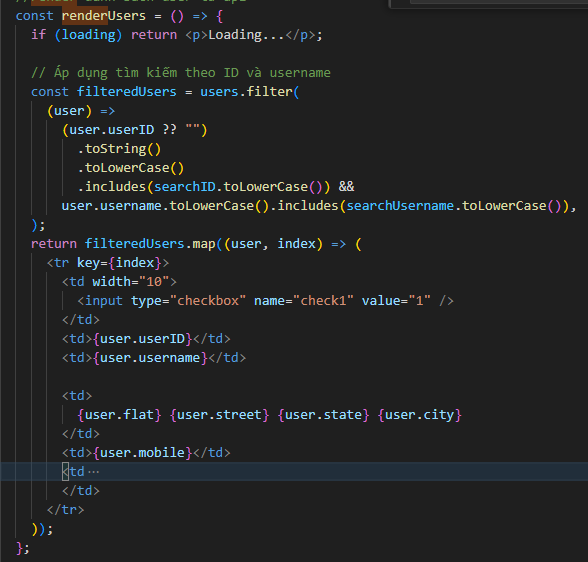 const renderUsers = () => {
if (loading) return <p>Loading...</p>;
// Áp dụng tìm kiếm theo ID và username
const filteredUsers = users.filter(
(user) =>
(user.userID ?? "")
.toString()
.toLowerCase()
.includes(searchID.toLowerCase()) &&
user.username.toLowerCase().includes(searchUsername.toLowerCase()),
);
return filteredUsers.map((user, index) => (
<tr key={index}>
<td width="10">
<input type="checkbox" name="check1" value="1" />
</td>
<td>{user.userID}</td>
<td>{user.username}</td>
<td>
{user.flat} {user.street} {user.state} {user.city}
</td>
<td>{user.mobile}</td>
<td ...
</td>
</tr>
));
};